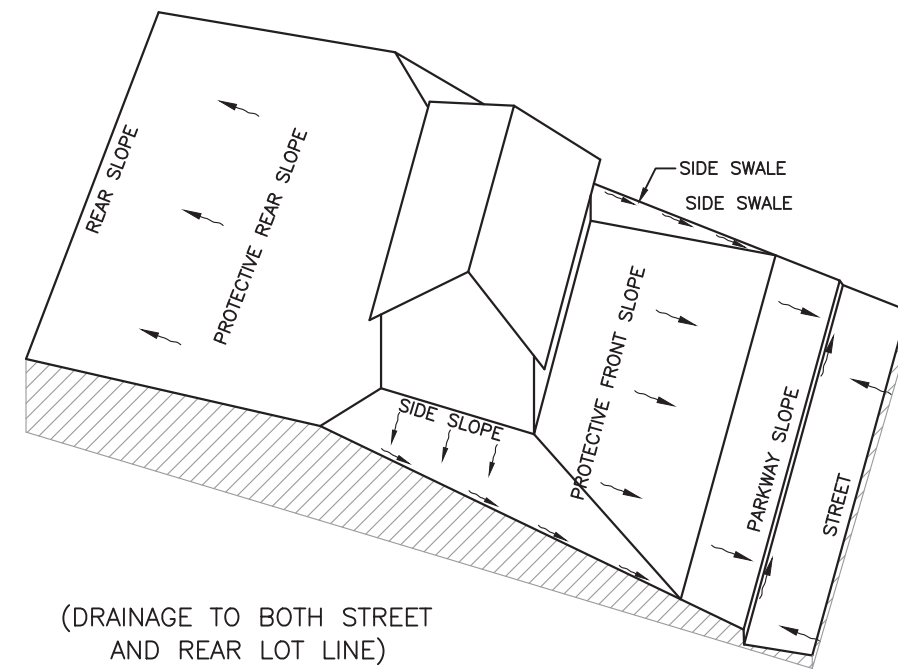 REAR SLOPE
PROTECTIVE REAR SLOPE
SIDE SWALE
SIDE SWALE
SIDE SLOPE
PROTECTIVE FRONT SLOPE
PARKWAY SLOPE
STREET
(DRAINAGE TO BOTH STREET
AND REAR LOT LINE)